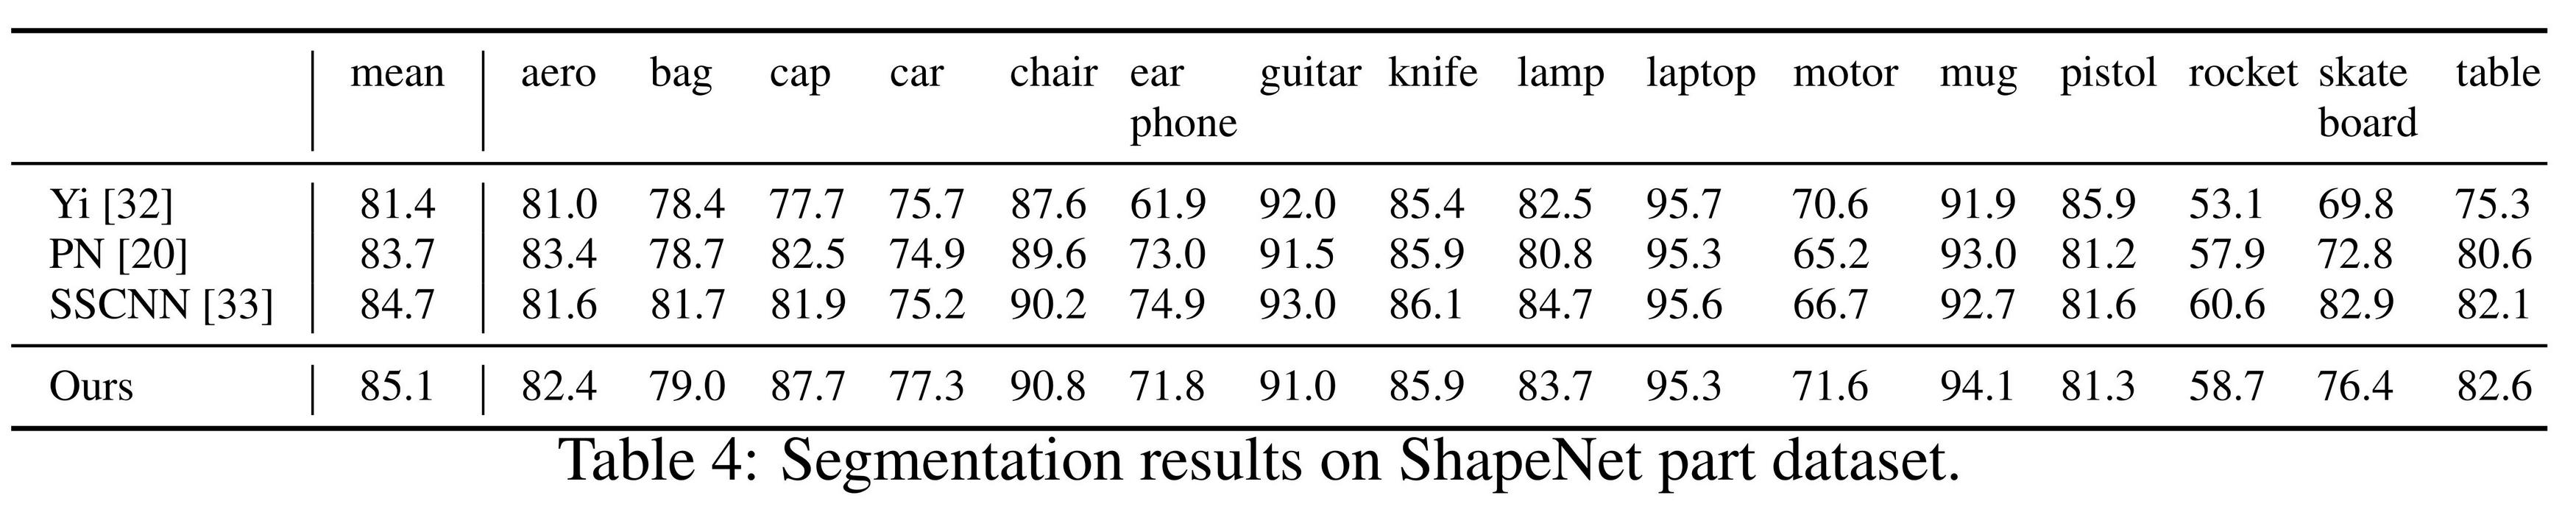 mean aero bag cap car chair ear guitar knife lamp laptop motor mug pistol rocket skate table
phone board
Yi [32] 81.4 81.0 78.4 77.7 75.7 87.6 61.9 92.0 85.4 82.5 95.7 70.6 91.9 85.9 53.1 69.8 75.3
PN [20] 83.7 83.4 78.7 82.5 74.9 89.6 73.0 91.5 85.9 80.8 95.3 65.2 93.0 81.2 57.9 72.8 80.6
SSCNN [33] 84.7 81.6 81.7 81.9 75.2 90.2 74.9 93.0 86.1 84.7 95.6 66.7 92.7 81.6 60.6 82.9 82.1
Ours 85.1 82.4 79.0 87.7 77.3 90.8 71.8 91.0 85.9 83.7 95.3 71.6 94.1 81.3 58.7 76.4 82.6
Table 4: Segmentation results on ShapeNet part dataset.